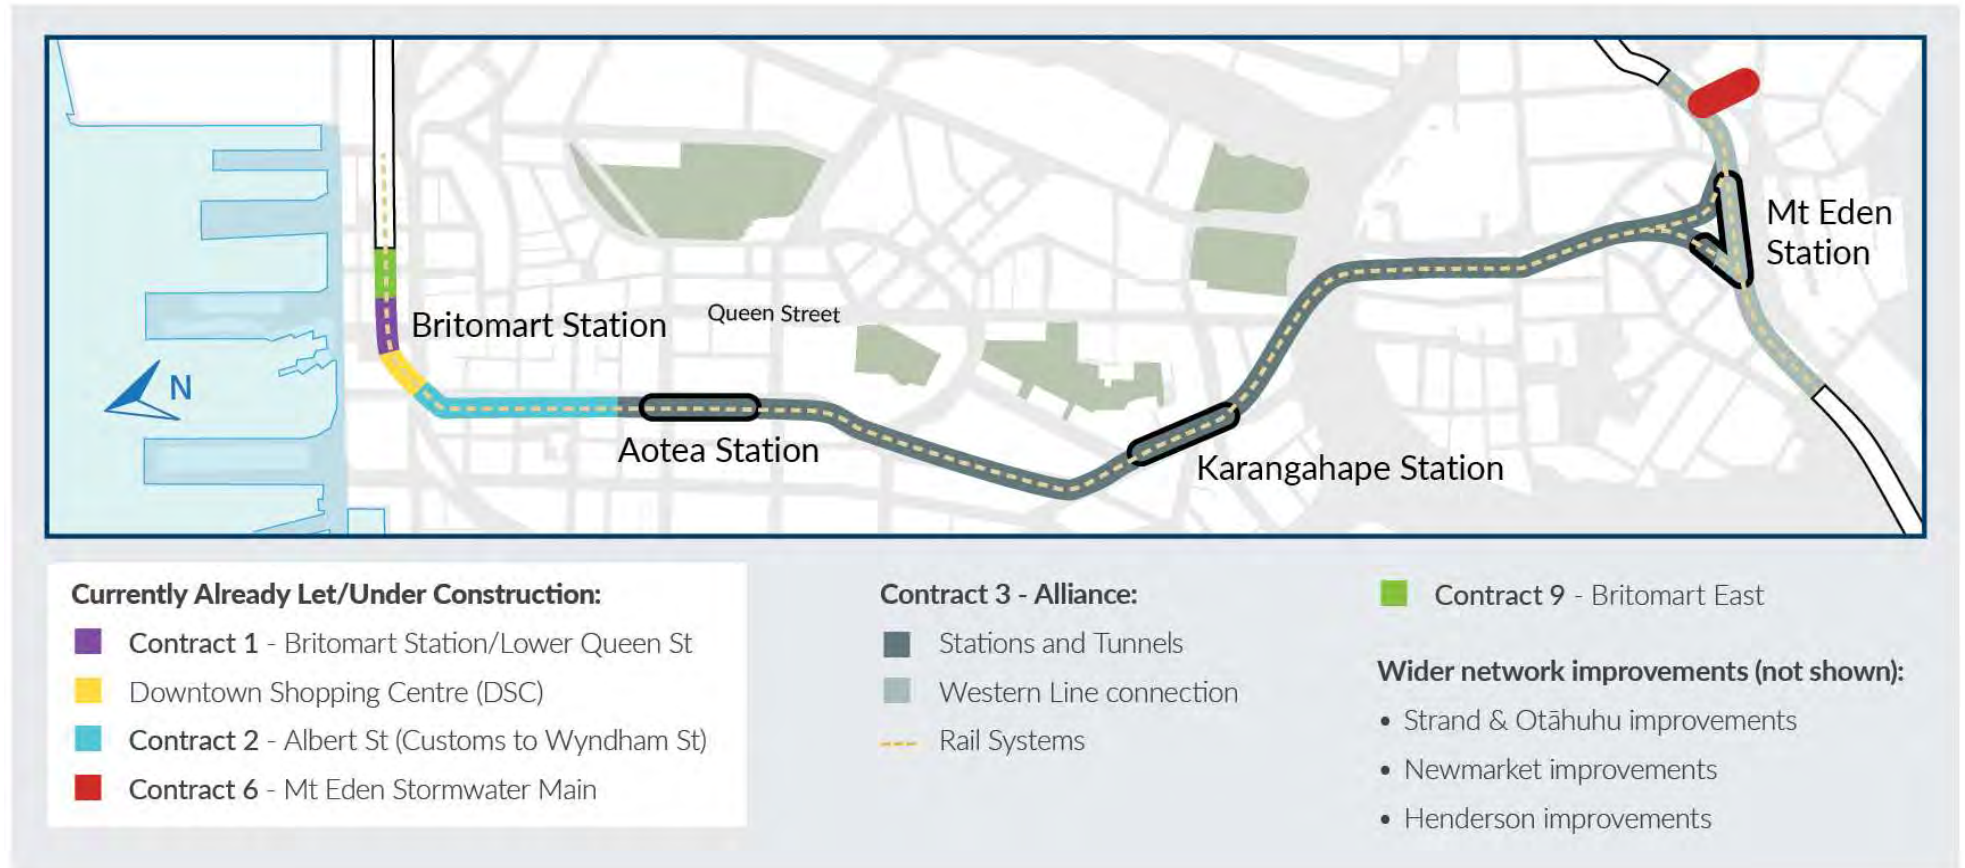 Queen Street
Britomart Station
Aotea Station
Karangahape Station
Mt Eden
Station
N
Currently Already Let/Under Construction:
Contract 1 - Britomart Station/Lower Queen St
Downtown Shopping Centre (DSC)
Contract 2 - Albert St (Customs to Wyndham St)
Contract 6 - Mt Eden Stormwater Main
Contract 3 - Alliance:
Stations and Tunnels
Western Line connection
Rail Systems
Contract 9 - Britomart East
Wider network improvements (not shown):
• Strand & Otāhuhu improvements
• Newmarket improvements
• Henderson improvements